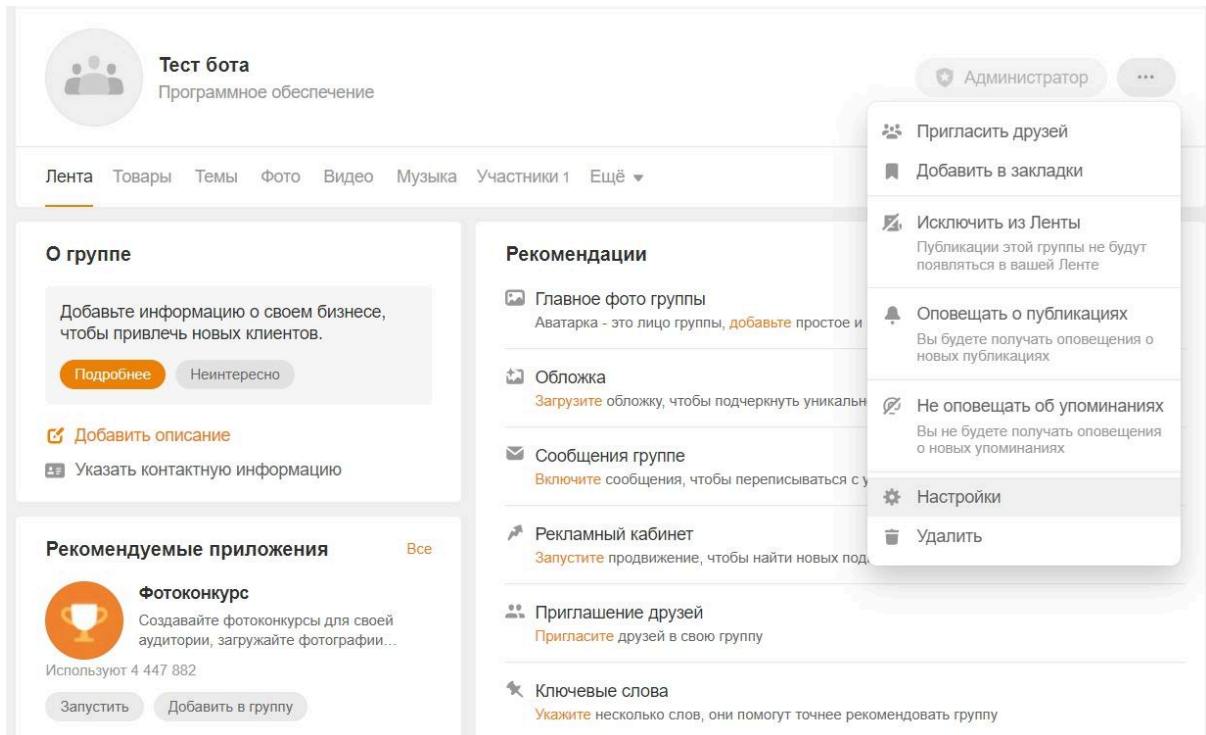 Тест бота
Программное обеспечение
Администратор
Пригласить друзей
Добавить в закладки
Исключить из Ленты
Публикации этой группы не будут
появляться в вашей Ленте
Оповещать о публикациях
Вы будете получать оповещения о
новых публикациях
Не оповещать об упоминаниях
Вы не будете получать оповещения
о новых упоминаниях
Настройки
Удалить
Лента Товары Темы Фото Видео Музыка Участники 1 Ещё
О группе
Добавьте информацию о своем бизнесе,
чтобы привлечь новых клиентов.
Подробнее Неинтересно
Добавить описание
Указать контактную информацию
Рекомендуемые приложения Все
Фотоконкурс
Создавайте фотоконкурсы для своей
аудитории, загружайте фотографии...
Используют 4 447 882
Запустить Добавить в группу
Рекомендации
Главное фото группы
Аватарка - это лицо группы, добавьте простое и
Обложка
Загрузите обложку, чтобы подчеркнуть уникальн
Сообщения группе
Включите сообщения, чтобы переписываться с у
Рекламный кабинет
Запустите продвижение, чтобы найти новых под
Приглашение друзей
Пригласите друзей в свою группу
Ключевые слова
Укажите несколько слов, они помогут точнее рекомендовать группу